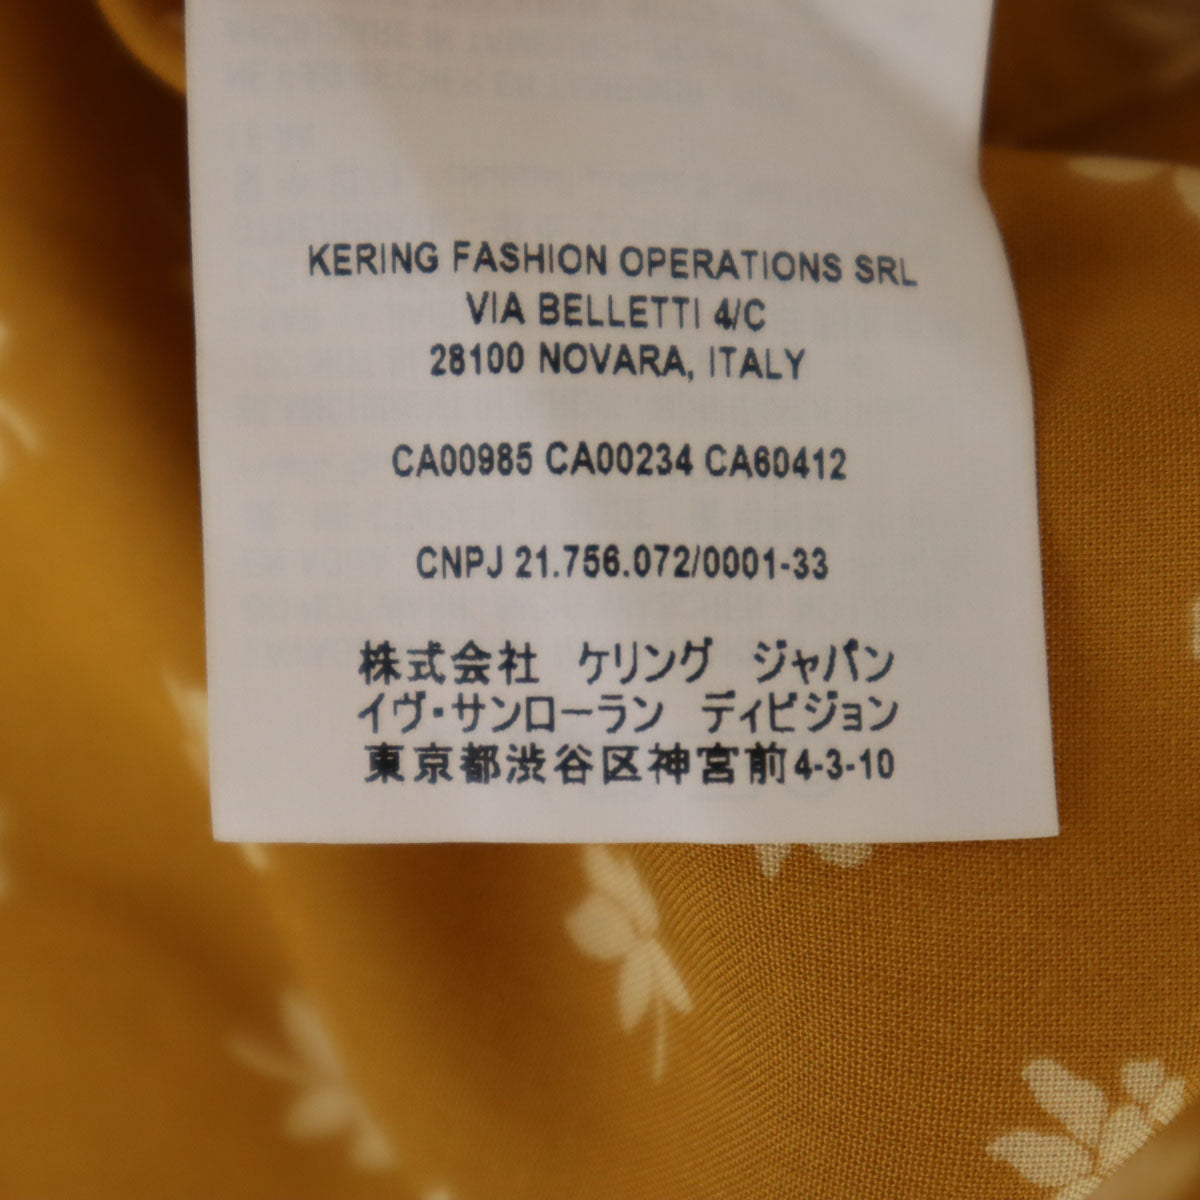 KERING FASHION OPERATIONS SRL
VIA BELLETTI 4/C
28100 NOVARA, ITALY
CA00985 CA00234 CA60412
CNPJ 21.756.072/0001-33
株式会社 ケリング ジャパン
イヴ・サンローラン ディビジョン
東京都渋谷区神宮前4-3-10